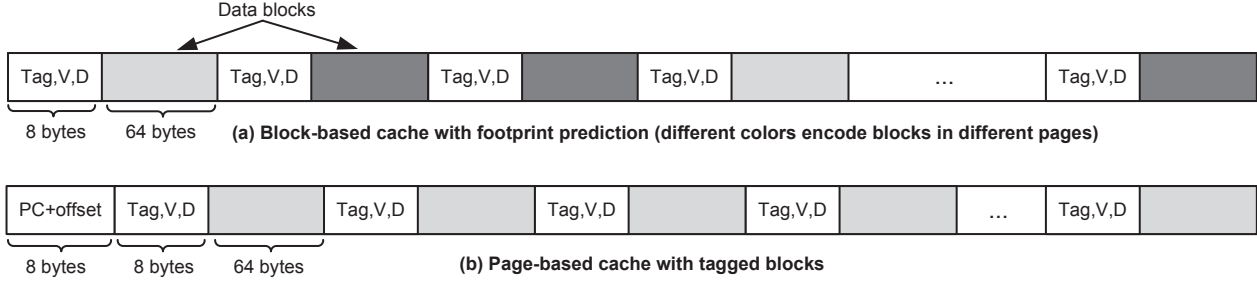 Data blocks
Tag,V,D Tag,V,D Tag,V,D Tag,V,D ... Tag,V,D
8 bytes 64 bytes (a) Block-based cache with footprint prediction (different colors encode blocks in different pages)
PC+offset Tag,V,D Tag,V,D Tag,V,D Tag,V,D ... Tag,V,D
8 bytes 8 bytes 64 bytes (b) Page-based cache with tagged blocks